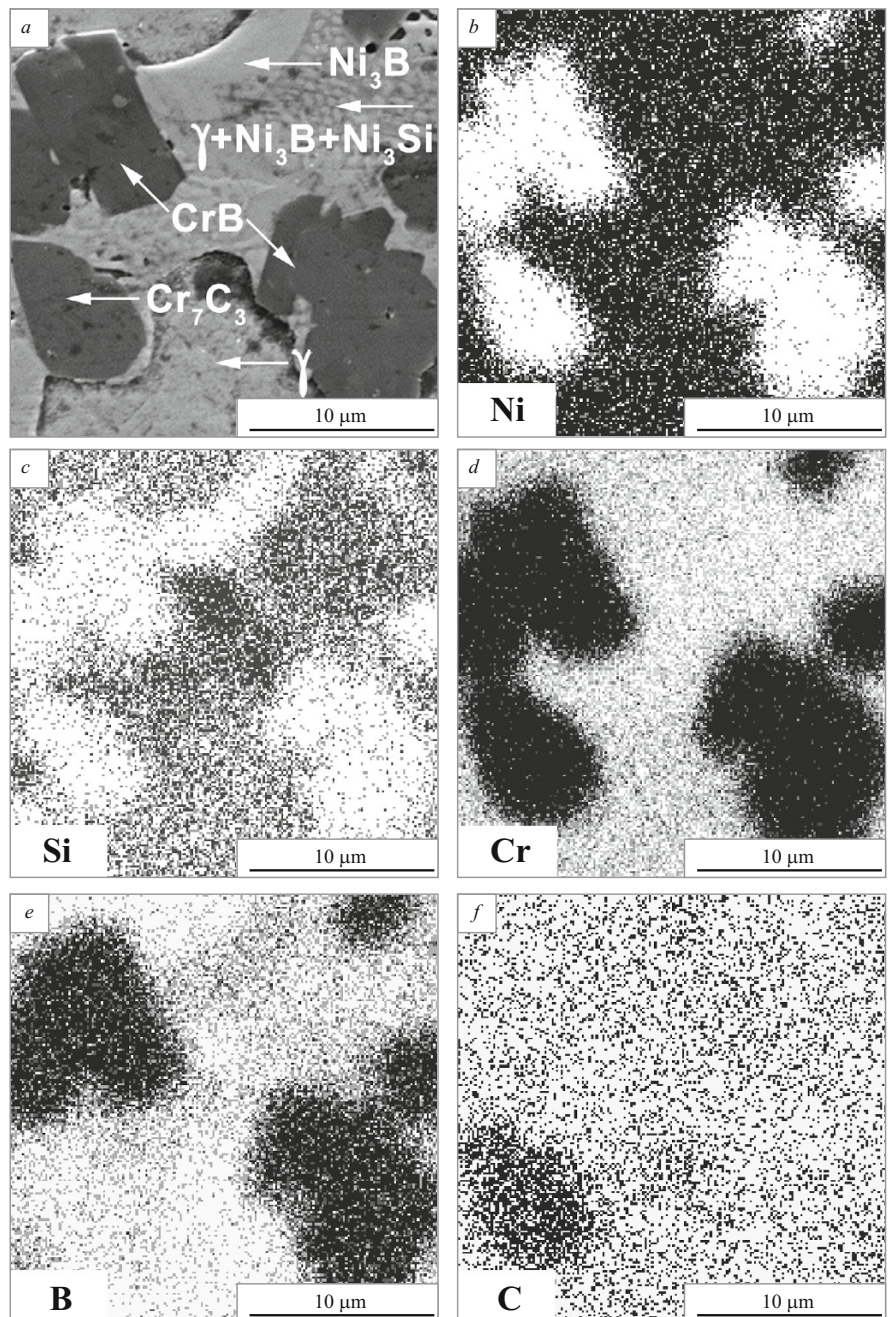 a
Ni₃B
γ+Ni₃B+Ni₃Si
CrB
Cr₇C₃
γ
10 μm
b
Ni
10 μm
c
Si
10 μm
d
Cr
10 μm
e
B
10 μm
f
C
10 μm